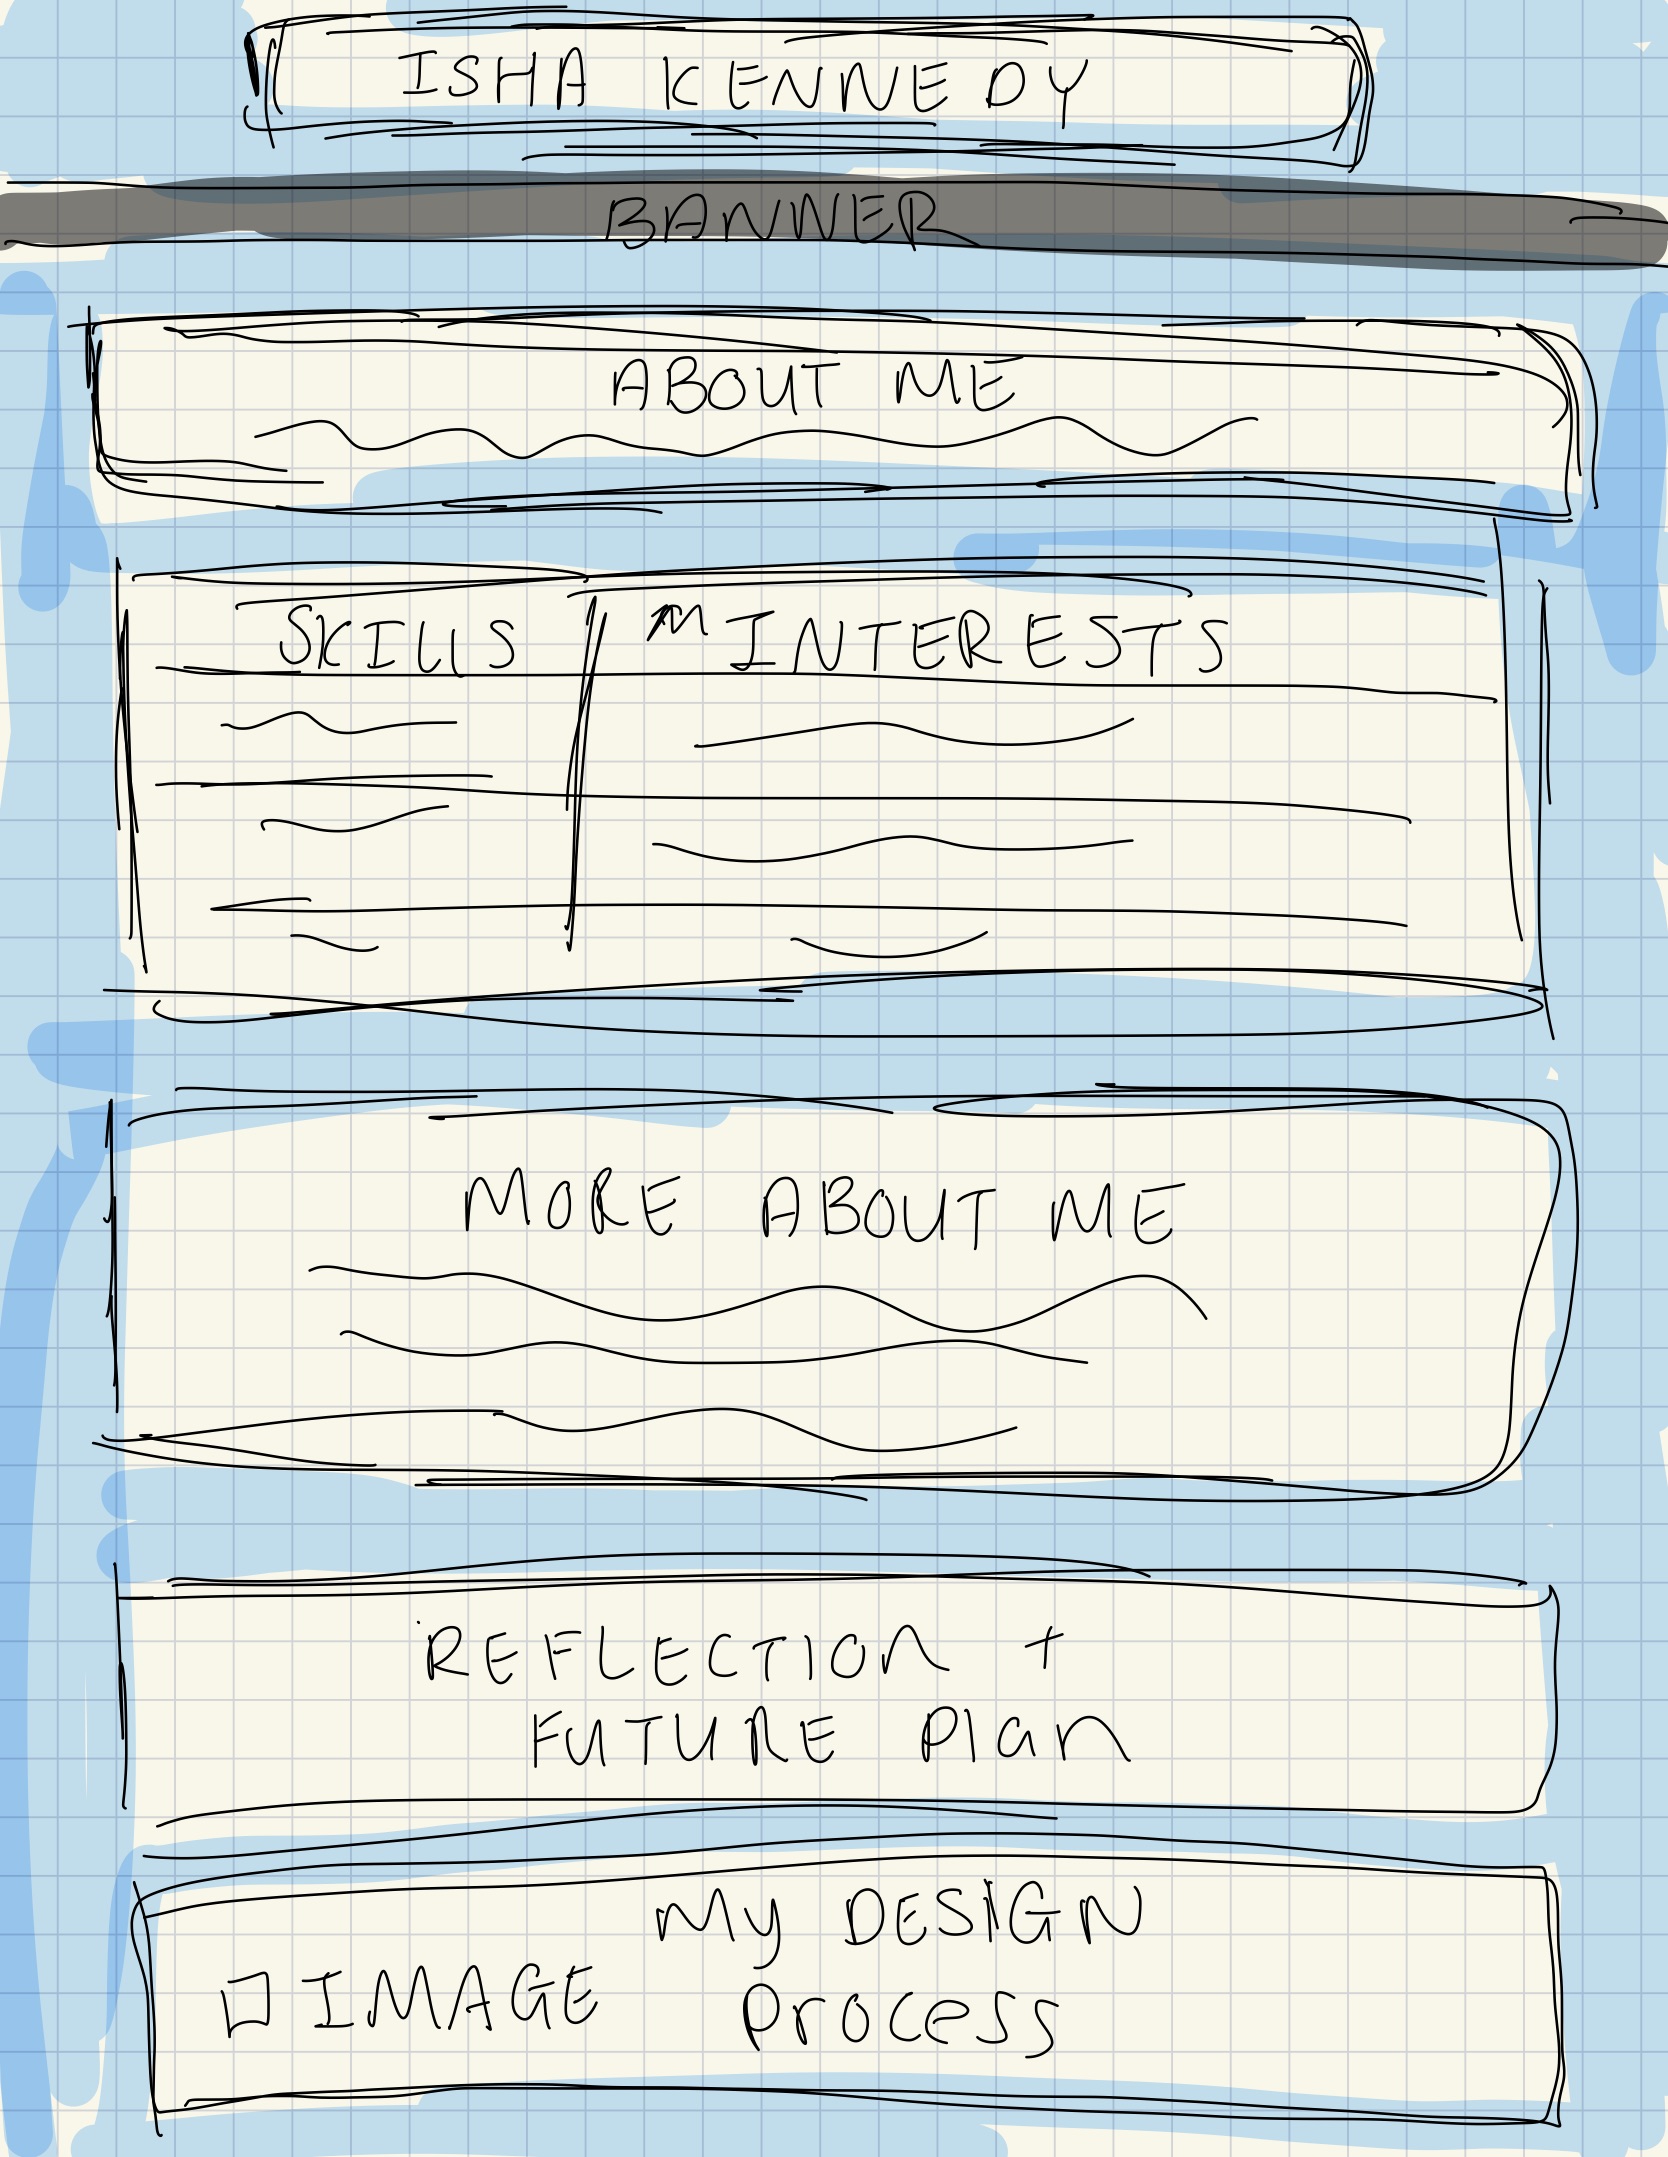 ISHA KENNEDY
BANNER
ABOUT ME
SKILLS INTERESTS
MORE ABOUT ME
REFLECTION +
FUTURE Plan
My DESIGN
IMAGE Process